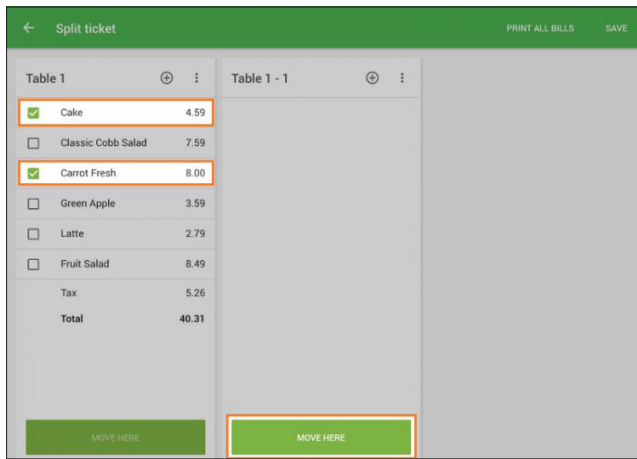 Split ticket PRINT ALL BILLS SAVE
Table 1
Cake 4.59
Classic Cobb Salad 7.59
Carrot Fresh 8.00
Green Apple 3.59
Latte 2.79
Fruit Salad 8.49
Tax 5.26
Total 40.31
MOVE HERE
Table 1 - 1
MOVE HERE